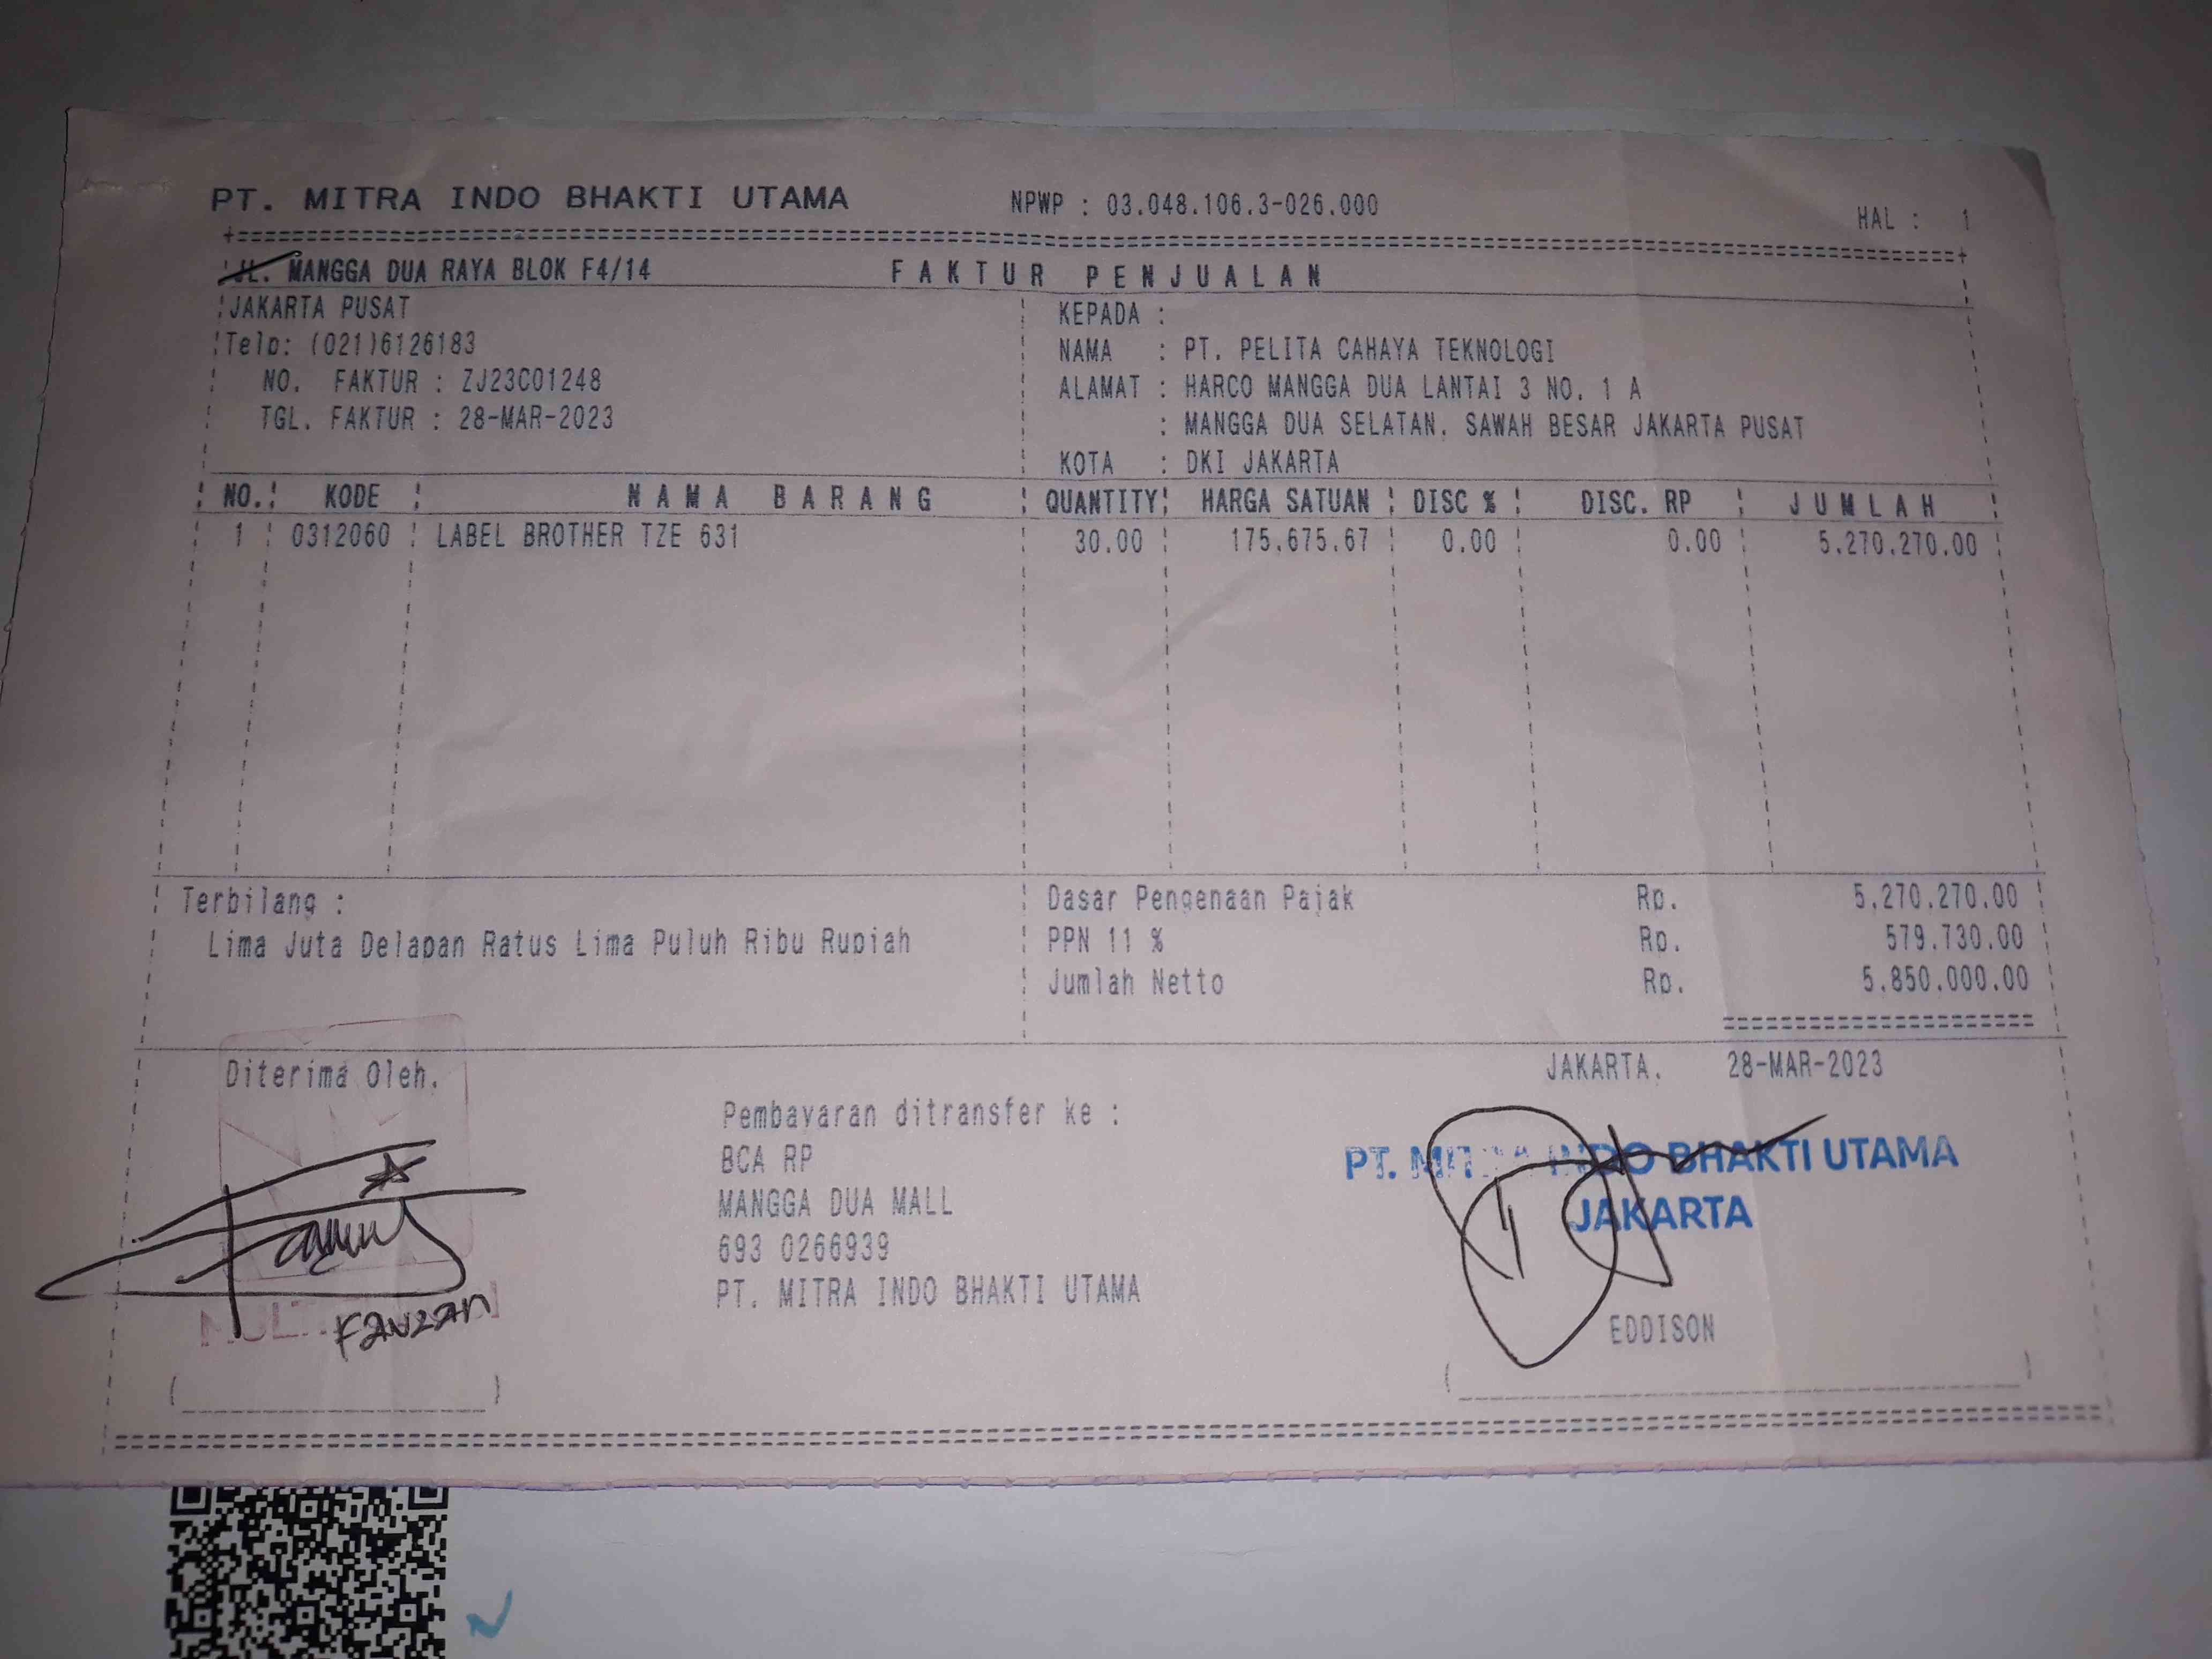 PT. MITRA INDO BHAKTI UTAMA NPWP : 03.048.106.3-026.000 HAL : 1
JL. MANGGA DUA RAYA BLOK F4/14 FAKTUR PENJUALAN
JAKARTA PUSAT
Telp: (021)6126183
NO. FAKTUR : ZJ23C01248
TGL. FAKTUR : 28-MAR-2023
KEPADA :
NAMA : PT. PELITA CAHAYA TEKNOLOGI
ALAMAT : HARCO MANGGA DUA LANTAI 3 NO. 1 A
: MANGGA DUA SELATAN, SAWAH BESAR JAKARTA PUSAT
KOTA : DKI JAKARTA
NO. KODE NAMA BARANG QUANTITY HARGA SATUAN DISC % DISC. RP JUMLAH
1 0312060 LABEL BROTHER TZE 631 30.00 175,675.67 0.00 0.00 5,270,270.00
Terbilang :
Lima Juta Delapan Ratus Lima Puluh Ribu Rupiah
Dasar Pengenaan Pajak Rp. 5,270,270.00
PPN 11 % Rp. 579,730.00
Jumlah Netto Rp. 5,850,000.00
Diterima Oleh,
FAUZAN
Pembayaran ditransfer ke :
BCA RP
MANGGA DUA MALL
693 0266939
PT. MITRA INDO BHAKTI UTAMA
JAKARTA, 28-MAR-2023
PT. MITRA INDO BHAKTI UTAMA
JAKARTA
EDDISON